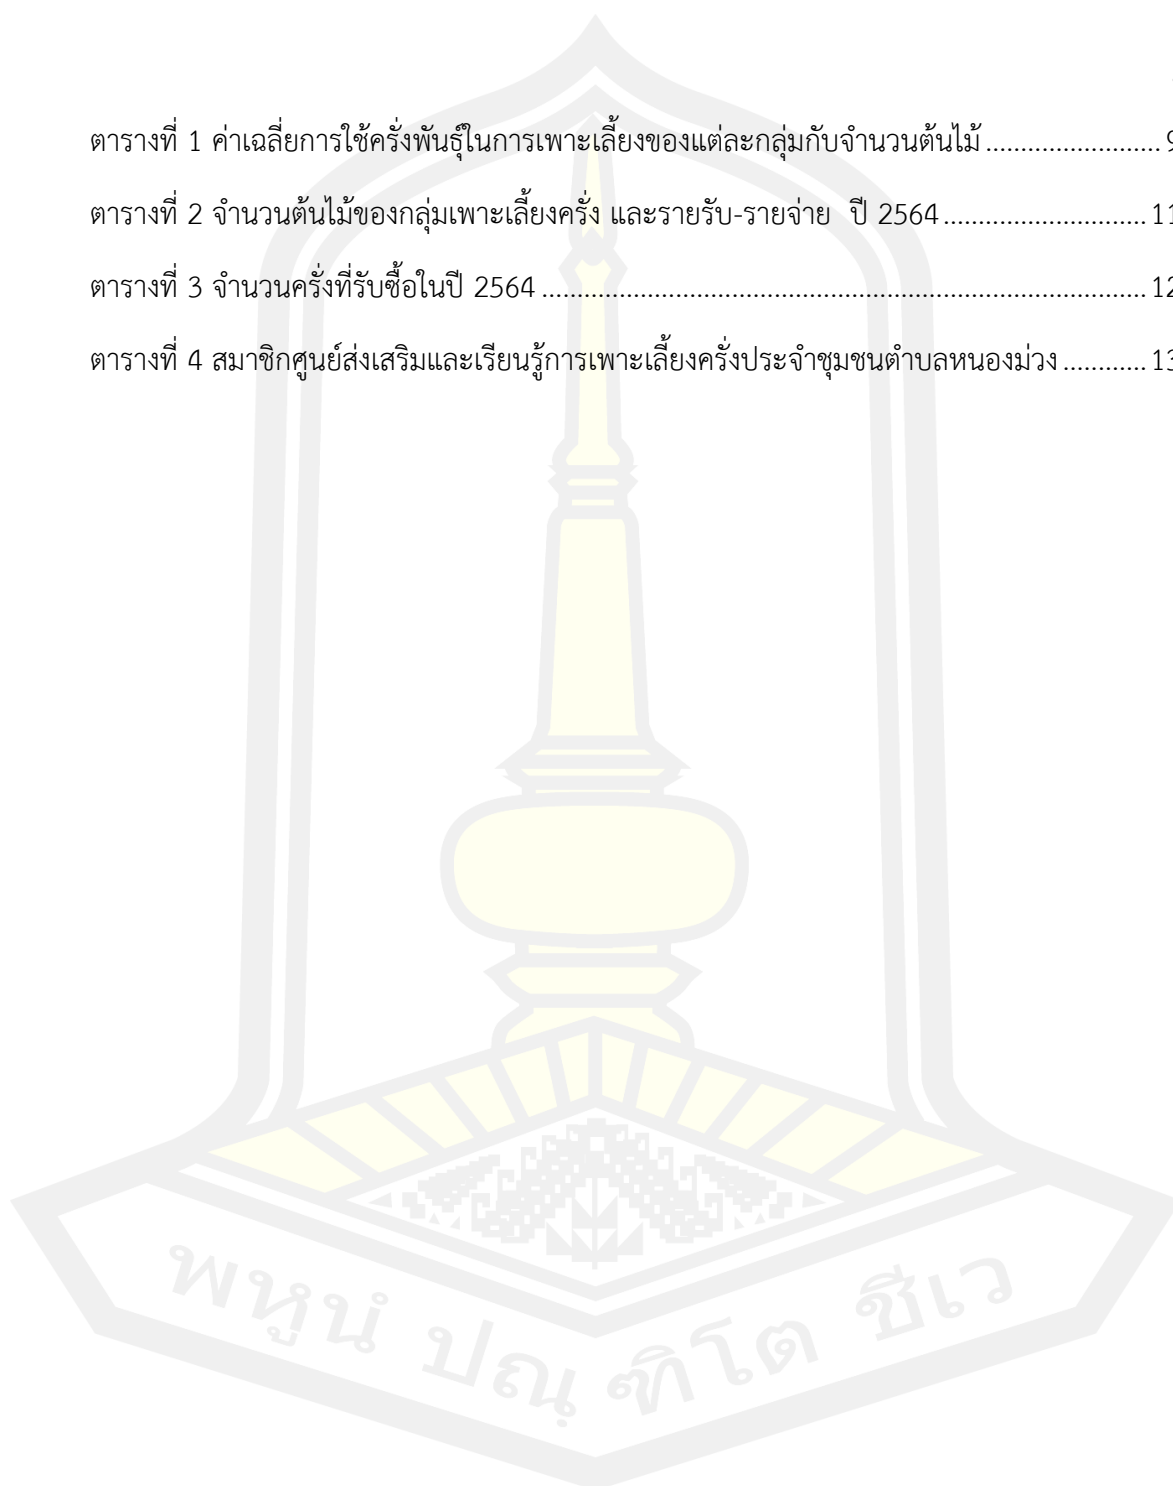 ตารางที่ 1 ค่าเฉลี่ยการใช้ครั่งพันธุ์ในการเพาะเลี้ยงของแต่ละกลุ่มกับจำนวนต้นไม้ ......................... 9
ตารางที่ 2 จำนวนต้นไม้ของกลุ่มเพาะเลี้ยงครั่ง และรายรับ-รายจ่าย ปี 2564 ............................. 11
ตารางที่ 3 จำนวนครั่งที่รับซื้อในปี 2564 ...................................................................................... 12
ตารางที่ 4 สมาชิกศูนย์ส่งเสริมและเรียนรู้การเพาะเลี้ยงครั่งประจำชุมชนตำบลหนองม่วง ............ 13
พหูนํ ปณฺฑิโต ชีเว